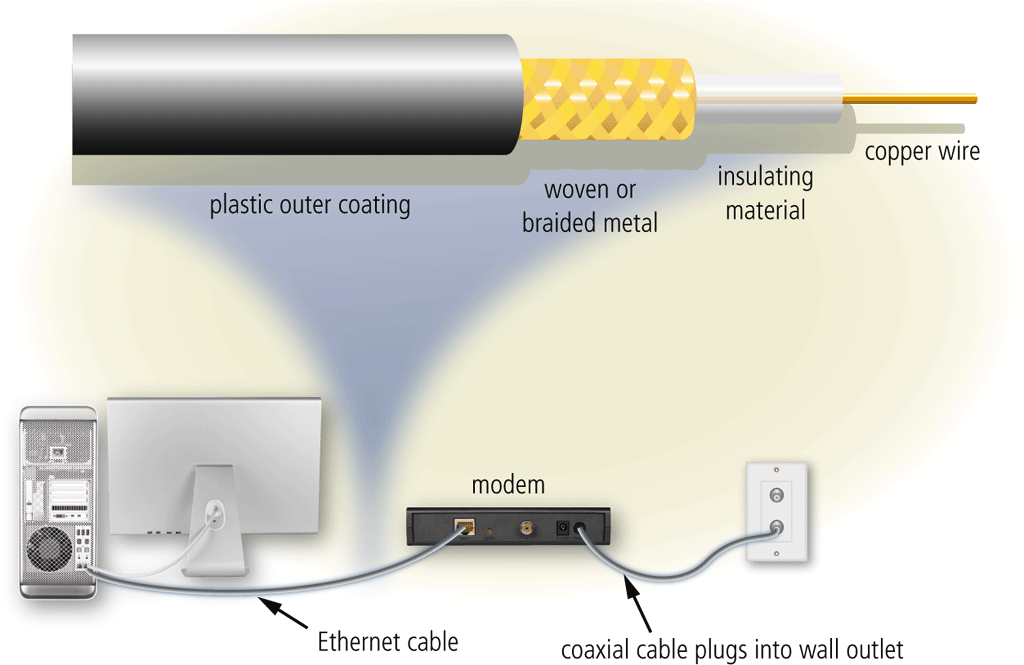 copper wire
insulating
material
woven or
braided metal
plastic outer coating
modem
Ethernet cable
coaxial cable plugs into wall outlet